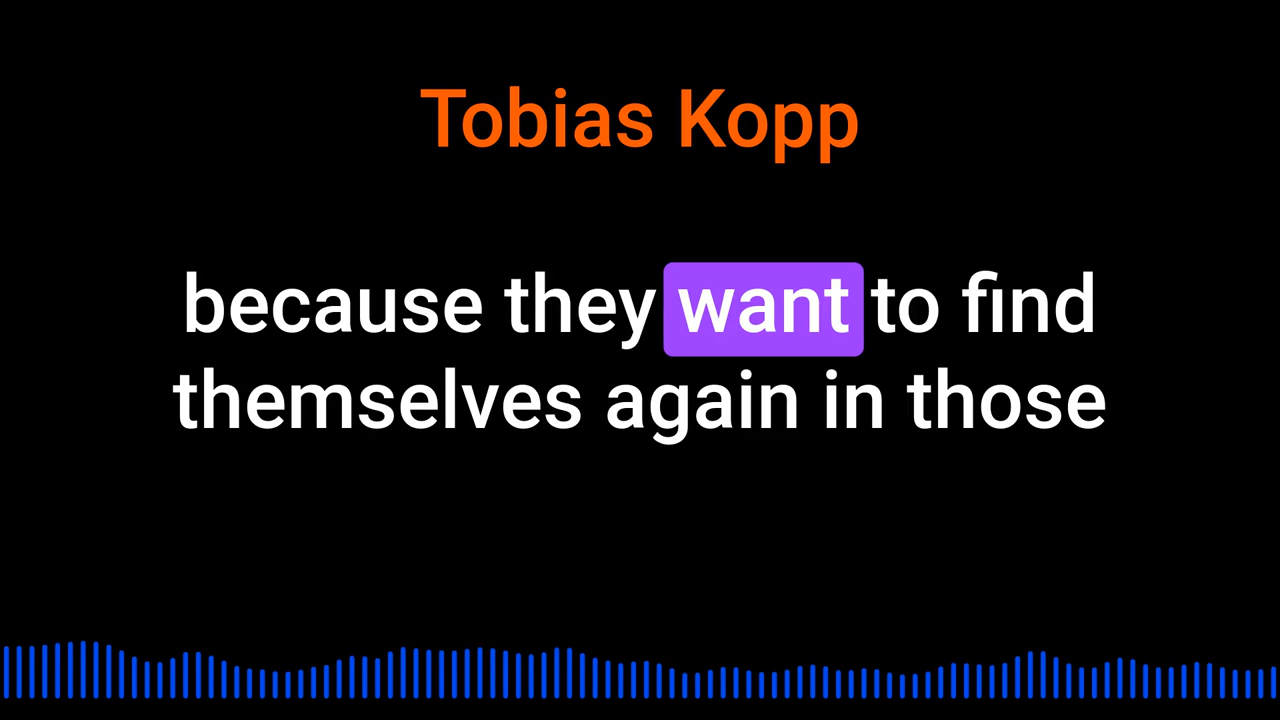 Tobias Kopp
because they want to find
themselves again in those